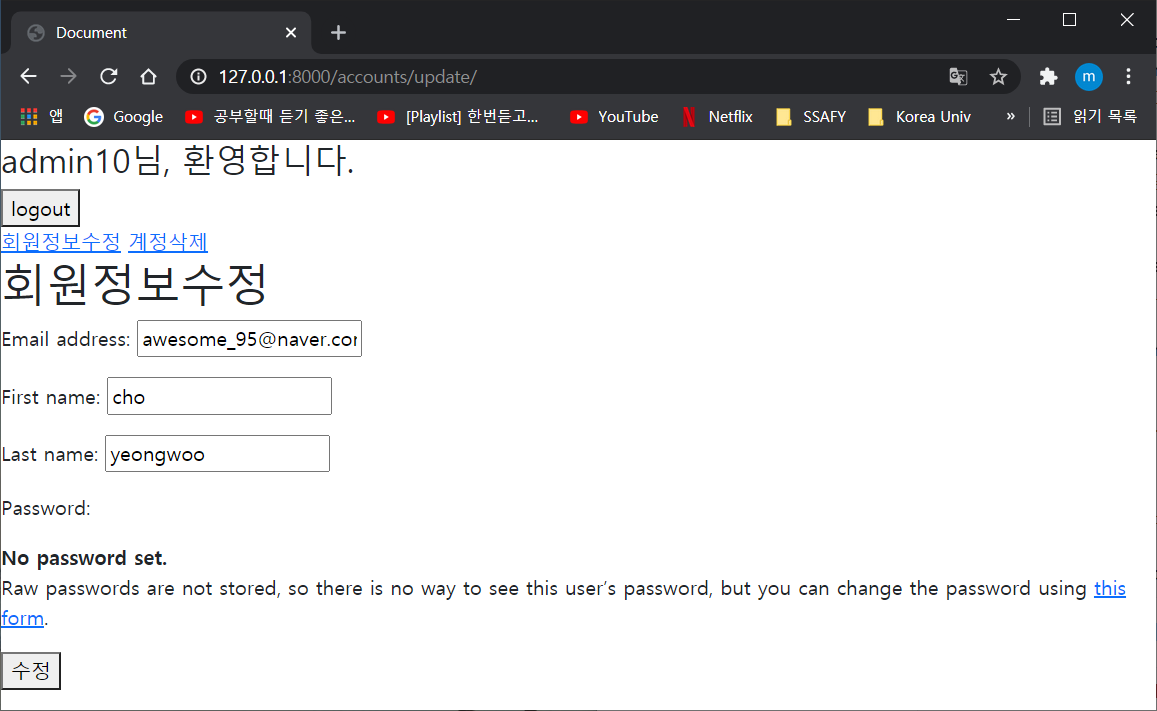 Document
127.0.0.1:8000/accounts/update/
m
앱 Google 공부할때 듣기 좋은... [Playlist] 한번듣고... YouTube Netflix SSAFY Korea Univ » 읽기 목록
admin10님, 환영합니다.
logout
회원정보수정 계정삭제
회원정보수정
Email address: awesome_95@naver.cor
First name: cho
Last name: yeongwoo
Password:
No password set.
Raw passwords are not stored, so there is no way to see this user’s password, but you can change the password using this
form.
수정